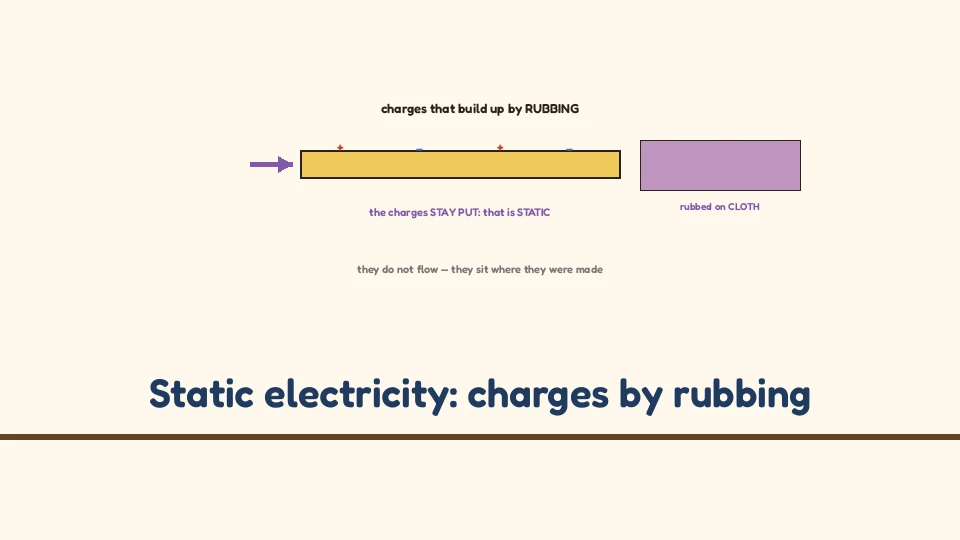 charges that build up by RUBBING
+ – + –
the charges STAY PUT: that is STATIC
rubbed on CLOTH
they do not flow — they sit where they were made
Static electricity: charges by rubbing